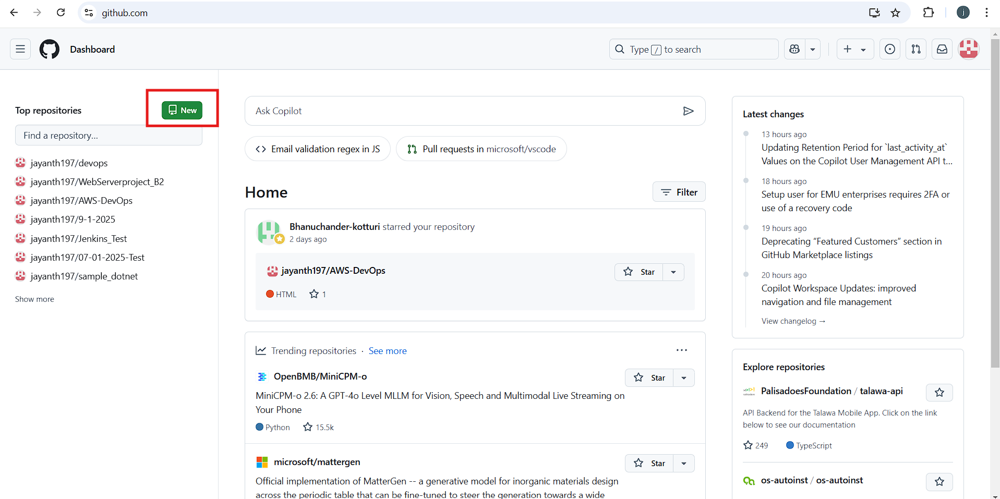 github.com
j
Dashboard
Type / to search
Top repositories
New
Find a repository...
jayanth197/devops
jayanth197/WebServerproject_B2
jayanth197/AWS-DevOps
jayanth197/9-1-2025
jayanth197/Jenkins_Test
jayanth197/07-01-2025-Test
jayanth197/sample_dotnet
Show more
Ask Copilot
Email validation regex in JS
Pull requests in microsoft/vscode
Home
Filter
Bhanuchander-kotturi starred your repository
2 days ago
jayanth197/AWS-DevOps
Star
HTML
1
Trending repositories · See more
OpenBMB/MiniCPM-o
Star
MiniCPM-o 2.6: A GPT-4o Level MLLM for Vision, Speech and Multimodal Live Streaming on
Your Phone
Python
15.5k
microsoft/mattergen
Star
Official implementation of MatterGen -- a generative model for inorganic materials design
across the periodic table that can be fine-tuned to steer the generation towards a wide
Latest changes
13 hours ago
Updating Retention Period for `last_activity_at`
Values on the Copilot User Management API t...
18 hours ago
Setup user for EMU enterprises requires 2FA or
use of a recovery code
19 hours ago
Deprecating “Featured Customers” section in
GitHub Marketplace listings
20 hours ago
Copilot Workspace Updates: improved
navigation and file management
View changelog →
Explore repositories
PalisadoesFoundation / talawa-api
API Backend for the Talawa Mobile App. Click on the link
below to see our documentation
249
TypeScript
os-autoinst / os-autoinst